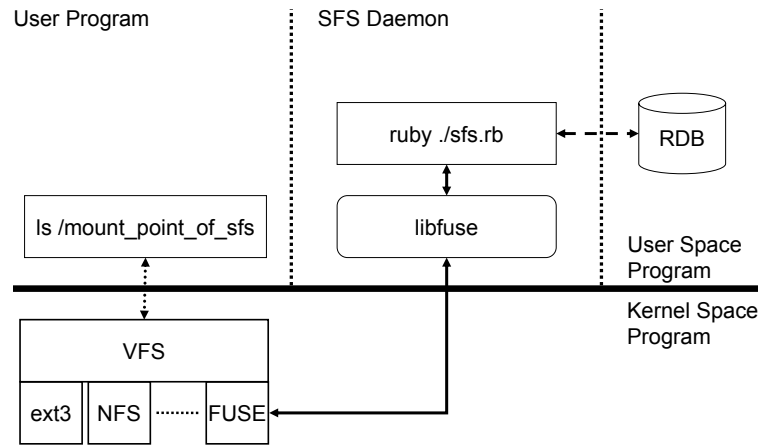 User Program
SFS Daemon
ruby ./sfs.rb
RDB
ls /mount_point_of_sfs
libfuse
User Space
Program
Kernel Space
Program
VFS
ext3
NFS
FUSE